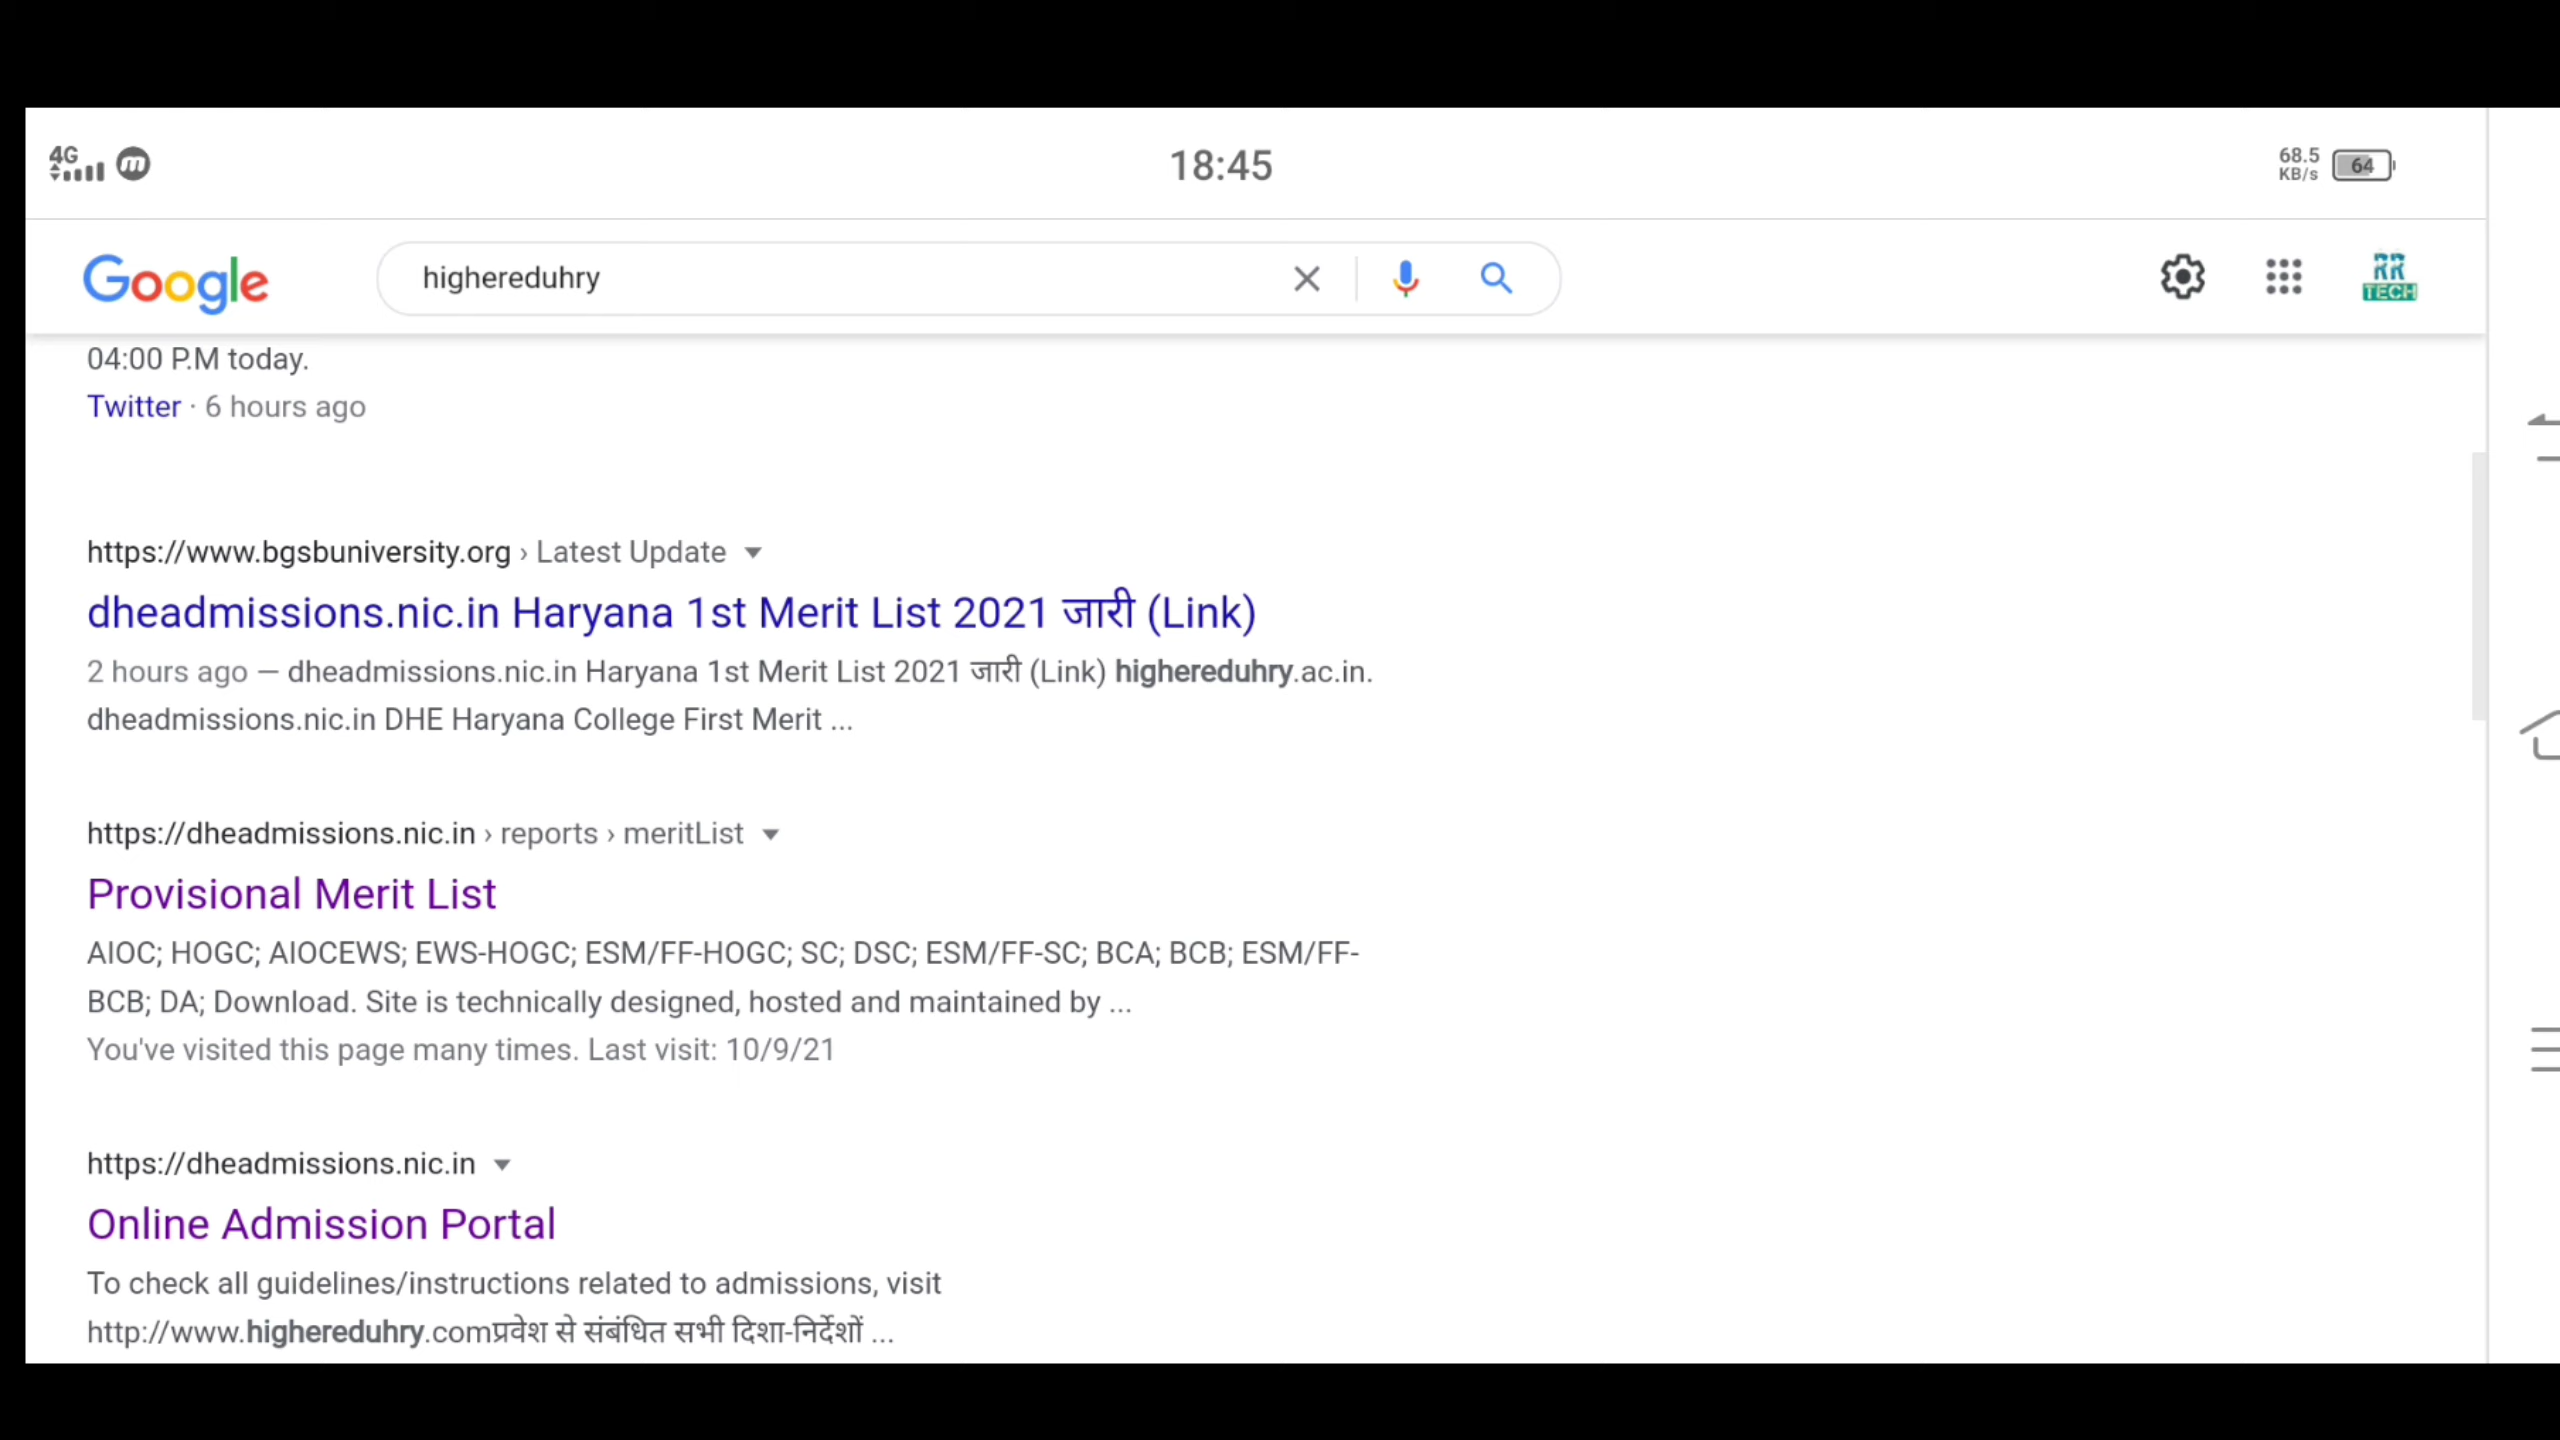 4G
18:45
68.5
KB/s
64
Google
highereduhry
RR
TECH
04:00 P.M today.
Twitter · 6 hours ago
https://www.bgsbuniversity.org › Latest Update
dheadmissions.nic.in Haryana 1st Merit List 2021 जारी (Link)
2 hours ago — dheadmissions.nic.in Haryana 1st Merit List 2021 जारी (Link) highereduhry.ac.in.
dheadmissions.nic.in DHE Haryana College First Merit ...
https://dheadmissions.nic.in › reports › meritList
Provisional Merit List
AIOC; HOGC; AIOCEWS; EWS-HOGC; ESM/FF-HOGC; SC; DSC; ESM/FF-SC; BCA; BCB; ESM/FF-
BCB; DA; Download. Site is technically designed, hosted and maintained by ...
You've visited this page many times. Last visit: 10/9/21
https://dheadmissions.nic.in
Online Admission Portal
To check all guidelines/instructions related to admissions, visit
http://www.highereduhry.comप्रवेश से संबंधित सभी दिशा-निर्देशों ...